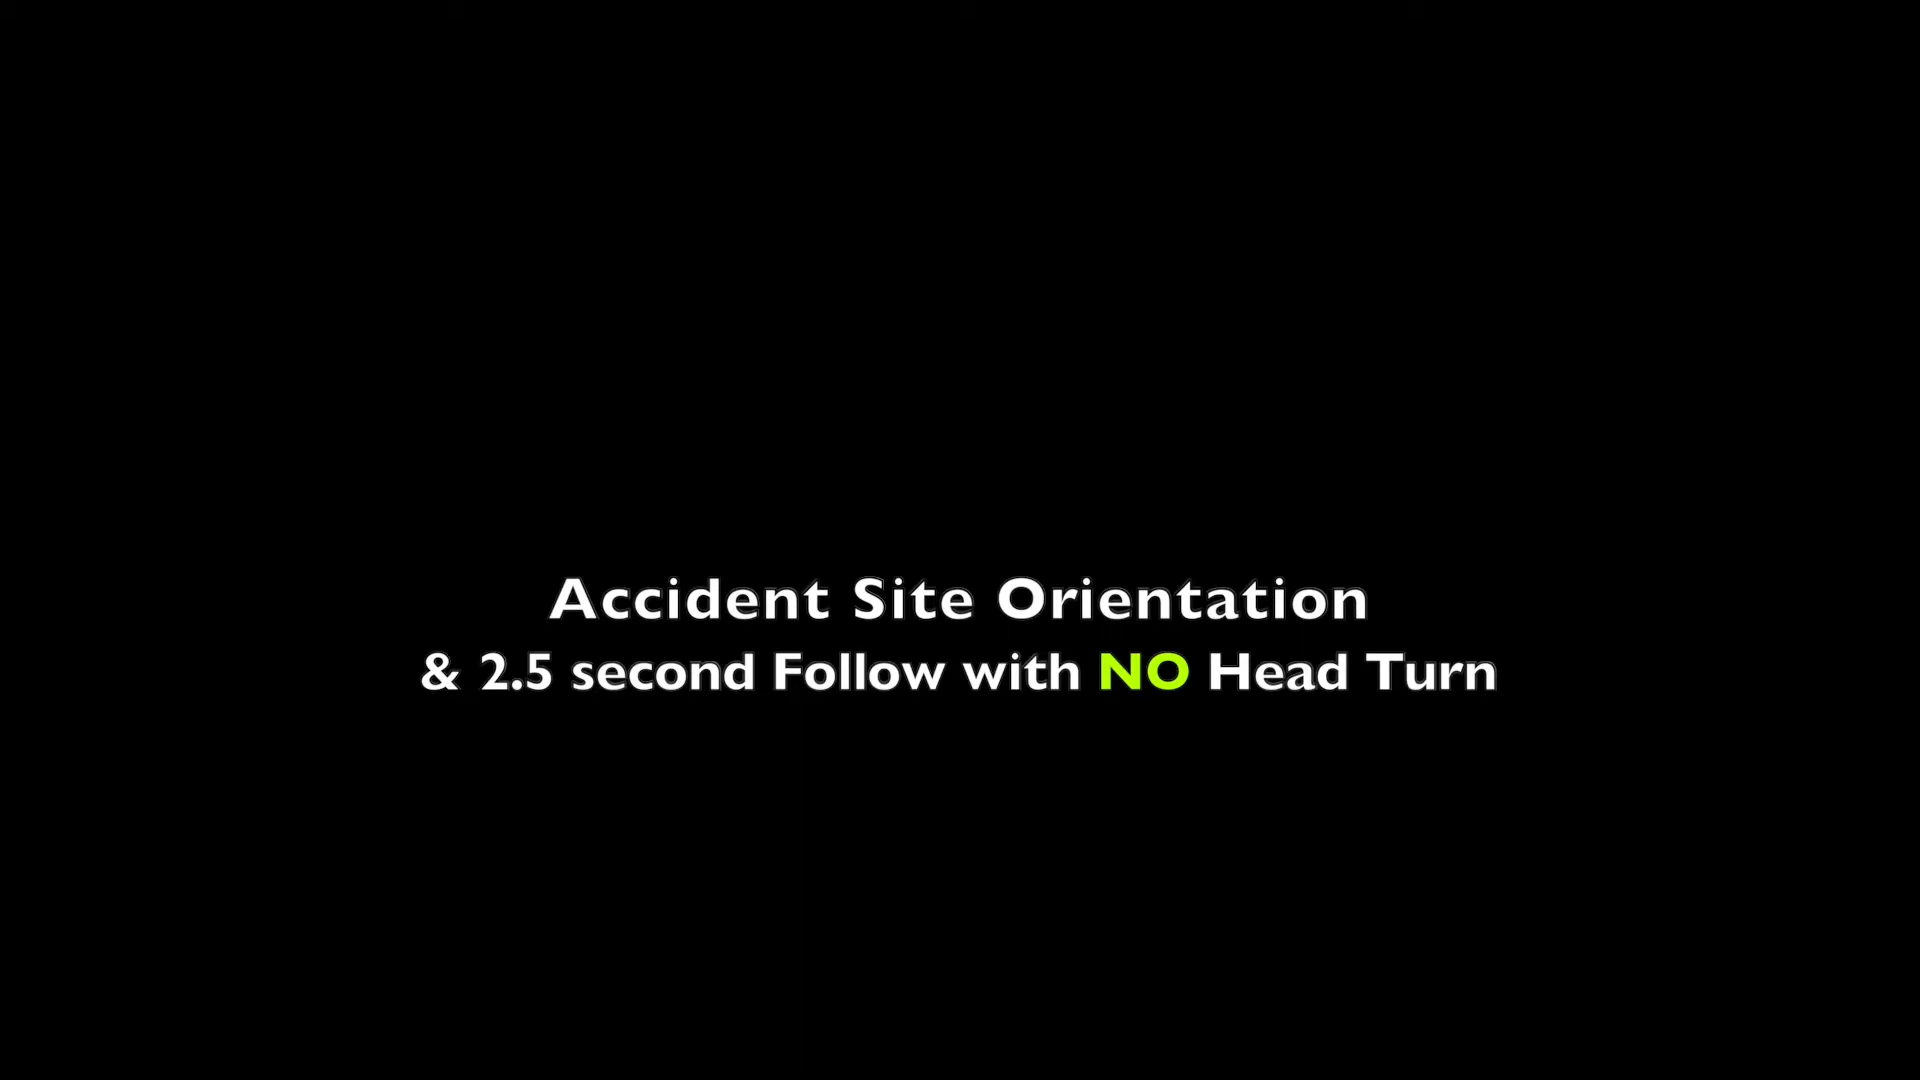 Accident Site Orientation
& 2.5 second Follow with NO Head Turn